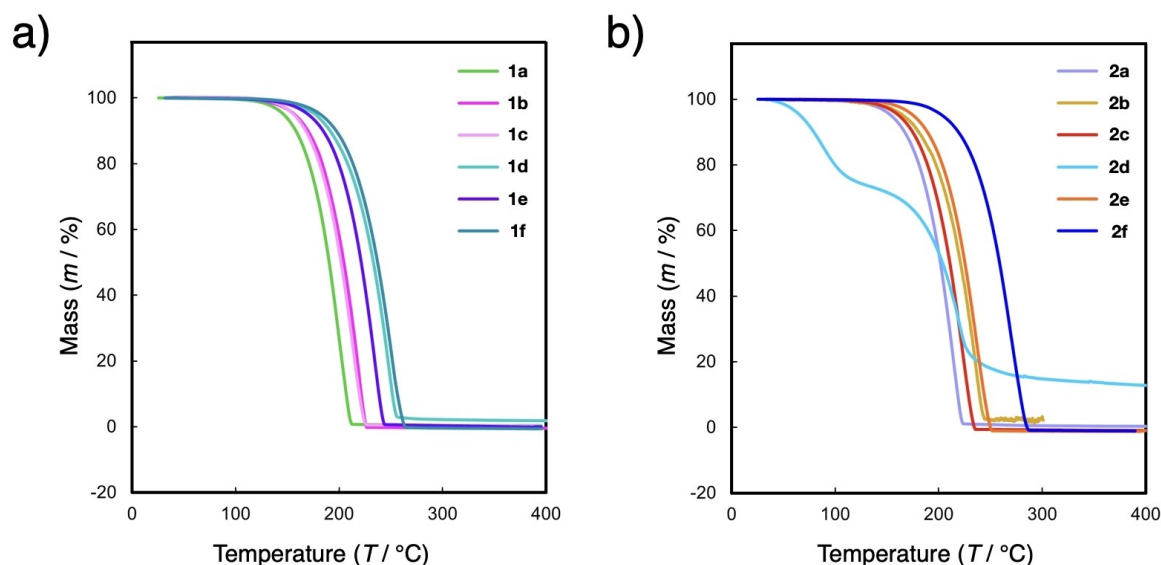 a)
100
80
60
40
20
0
-20
Mass (m / %)
0 100 200 300 400
Temperature (T / °C)
1a
1b
1c
1d
1e
1f
b)
100
80
60
40
20
0
-20
Mass (m / %)
0 100 200 300 400
Temperature (T / °C)
2a
2b
2c
2d
2e
2f